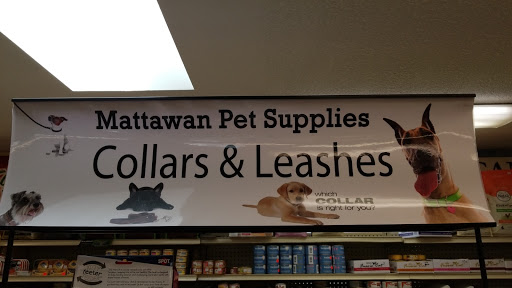 Mattawan Pet Supplies
Collars & Leashes
which
COLLAR
is right for you?